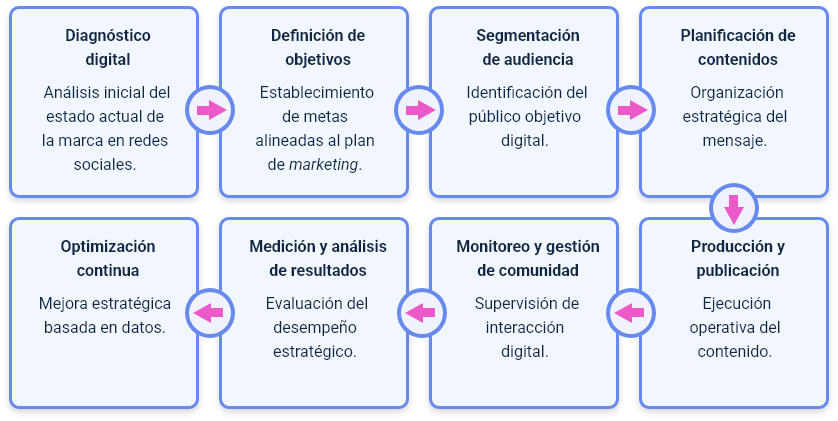 Diagnóstico
digital
Análisis inicial del
estado actual de
la marca en redes
sociales.
Definición de
objetivos
Establecimiento
de metas
alineadas al plan
de marketing.
Segmentación
de audiencia
Identificación del
público objetivo
digital.
Planificación de
contenidos
Organización
estratégica del
mensaje.
Producción y
publicación
Ejecución
operativa del
contenido.
Monitoreo y gestión
de comunidad
Supervisión de
interacción
digital.
Medición y análisis
de resultados
Evaluación del
desempeño
estratégico.
Optimización
continua
Mejora estratégica
basada en datos.